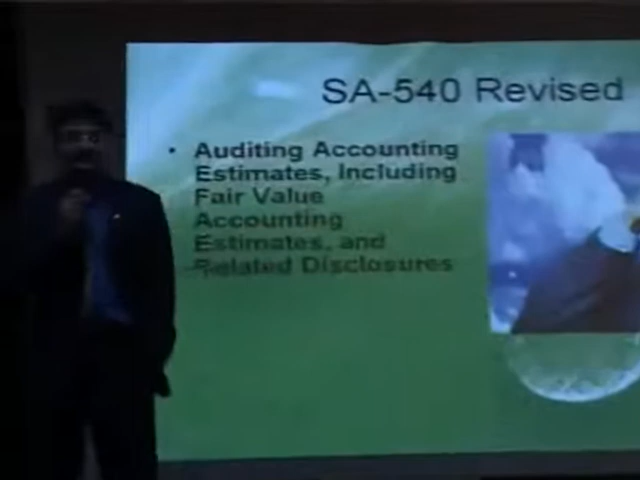 SA-540 Revised
• Auditing Accounting
Estimates, Including
Fair Value
Accounting
Estimates, and
Related Disclosures